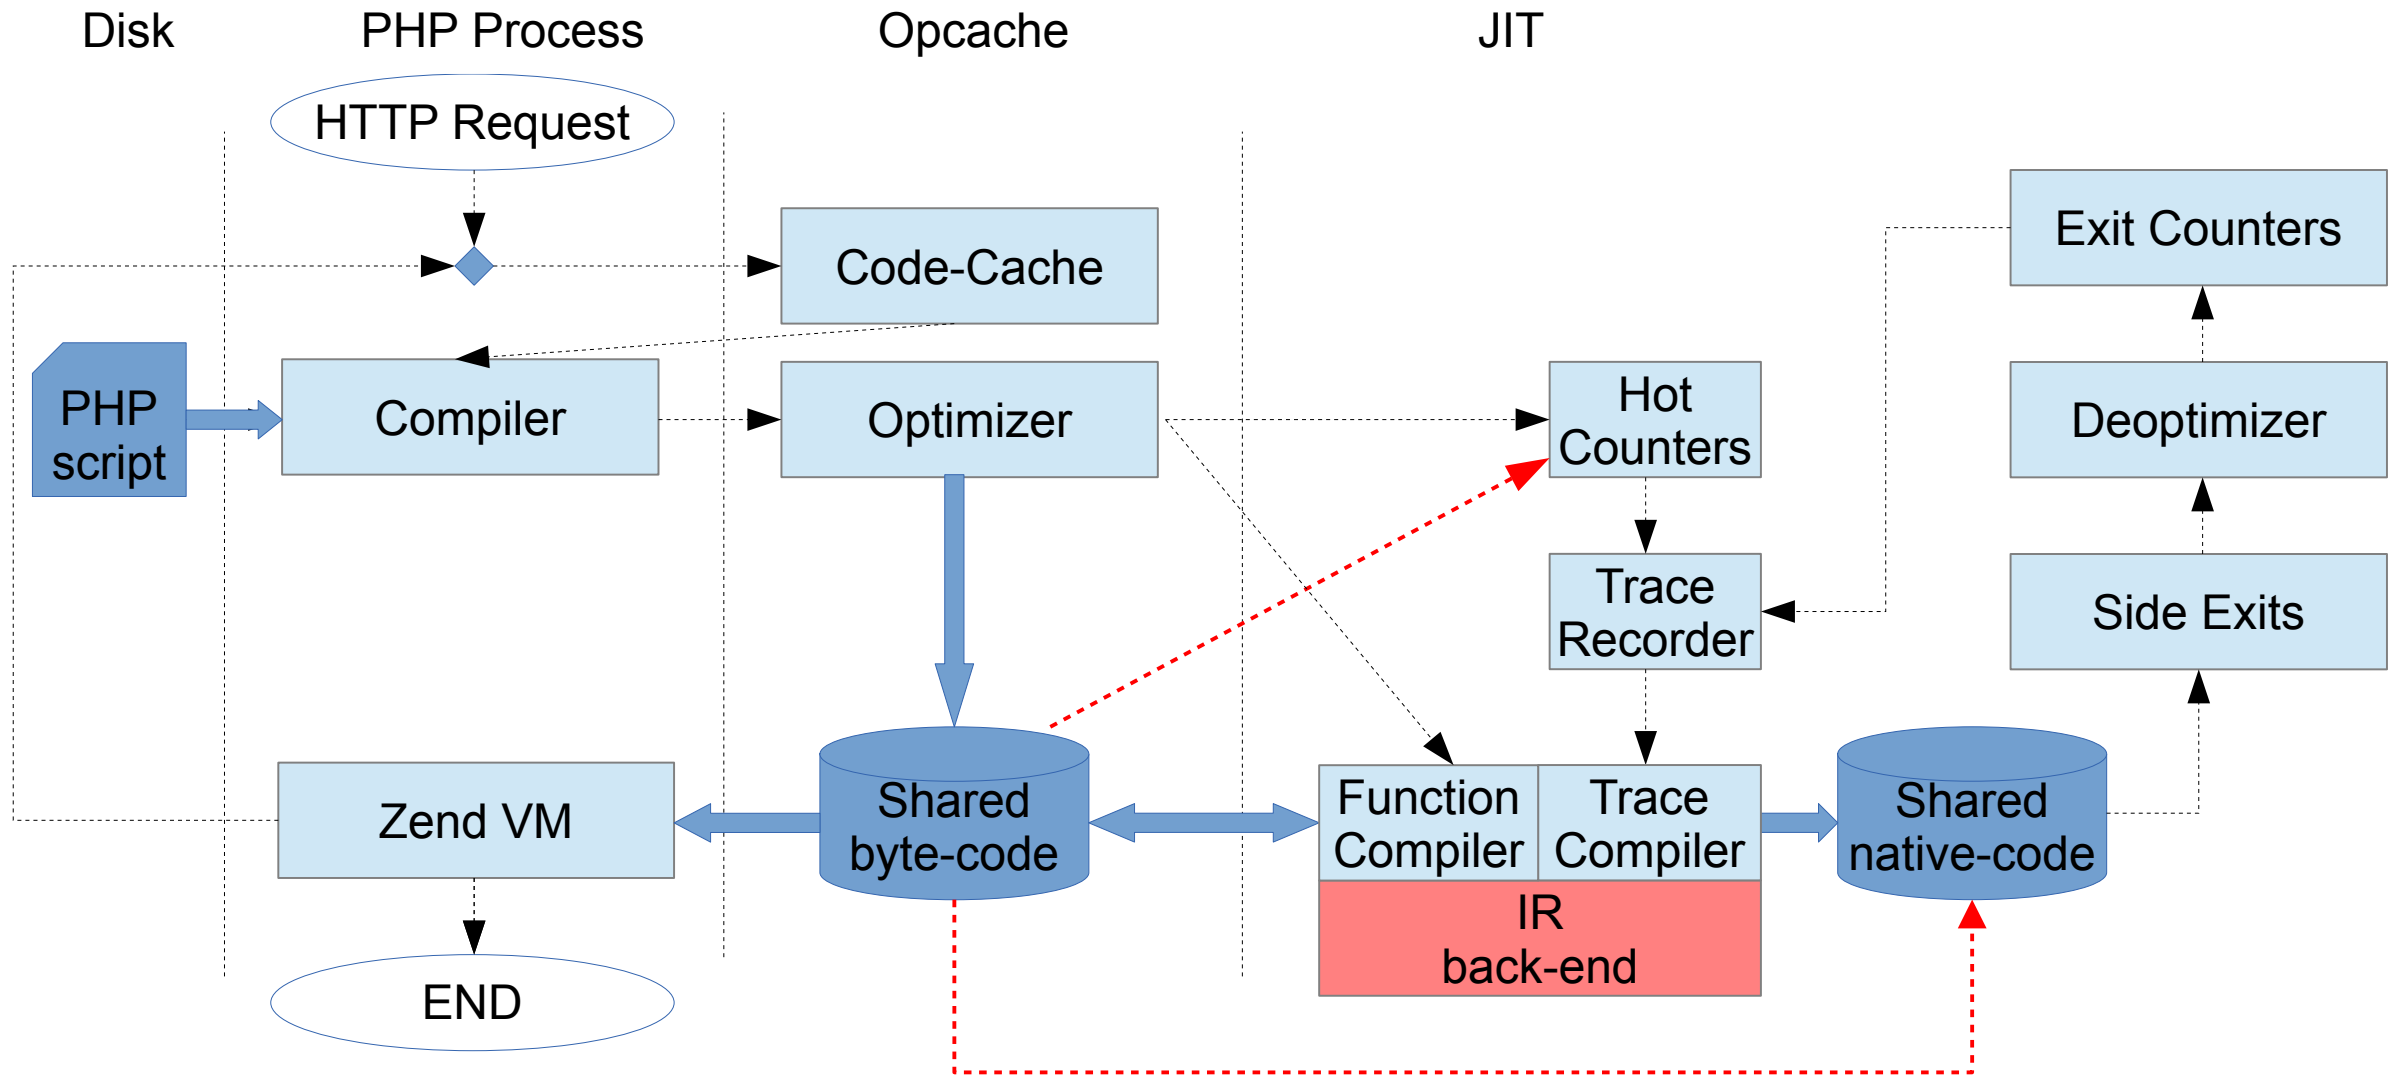 Disk
PHP Process
Opcache
JIT
HTTP Request
Code-Cache
Exit Counters
PHP
script
Compiler
Optimizer
Hot
Counters
Deoptimizer
Trace
Recorder
Side Exits
Zend VM
Shared
byte-code
Function
Compiler
Trace
Compiler
Shared
native-code
IR
back-end
END